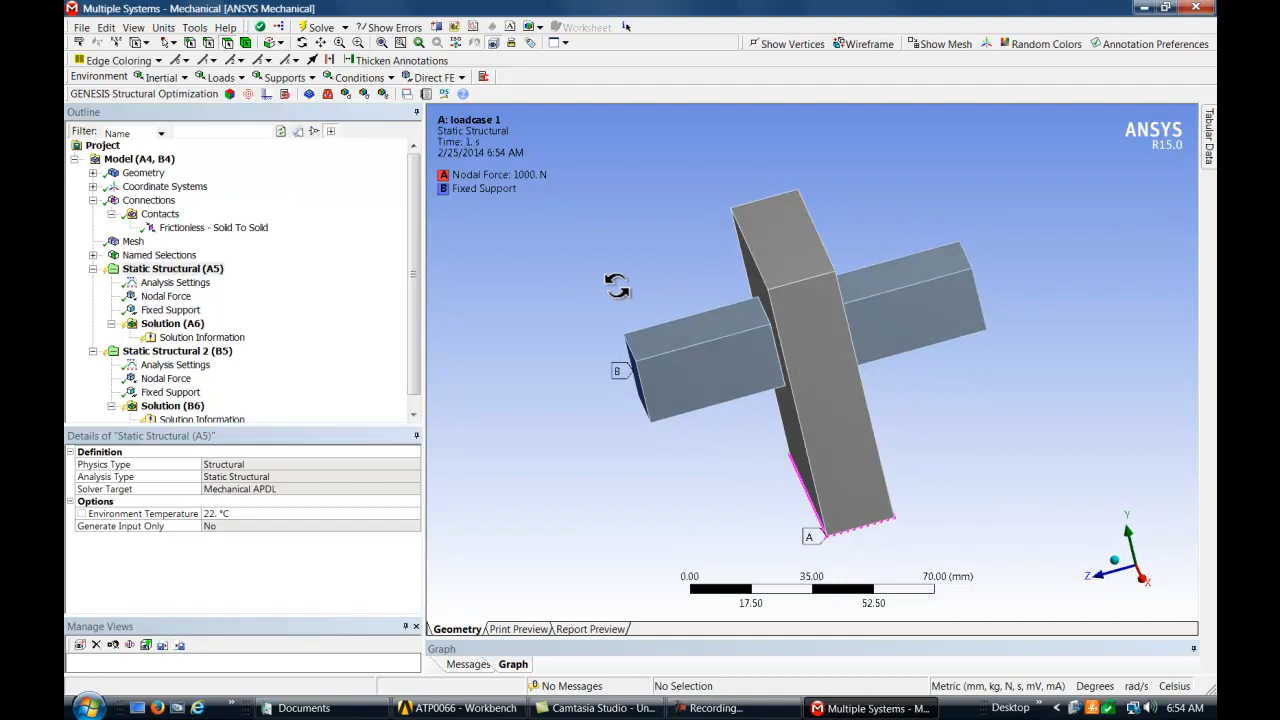 Multiple Systems - Mechanical [ANSYS Mechanical]
File Edit View Units Tools Help Solve Show Errors Worksheet
Show Vertices Wireframe Show Mesh Random Colors Annotation Preferences
Edge Coloring Thicken Annotations
Environment Inertial Loads Supports Conditions Direct FE
GENESIS Structural Optimization
Outline
Filter: Name
Project
Model (A4, B4)
Geometry
Coordinate Systems
Connections
Contacts
Frictionless - Solid To Solid
Mesh
Named Selections
Static Structural (A5)
Analysis Settings
Nodal Force
Fixed Support
Solution (A6)
Solution Information
Static Structural 2 (B5)
Analysis Settings
Nodal Force
Fixed Support
Solution (B6)
Solution Information
Details of "Static Structural (A5)"
Definition
Physics Type Structural
Analysis Type Static Structural
Solver Target Mechanical APDL
Options
Environment Temperature 22. °C
Generate Input Only No
Manage Views
A: loadcase 1
Static Structural
Time: 1. s
2/25/2014 6:54 AM
A Nodal Force: 1000. N
B Fixed Support
ANSYS
R15.0
Tabular Data
B
A
Y
Z
X
0.00 35.00 70.00 (mm)
17.50 52.50
Geometry Print Preview Report Preview
Graph
Messages Graph
No Messages No Selection Metric (mm, kg, N, s, mV, mA) Degrees rad/s Celsius
Documents ATP0066 - Workbench Camtasia Studio - Un... Recording... Multiple Systems - M... Desktop 6:54 AM